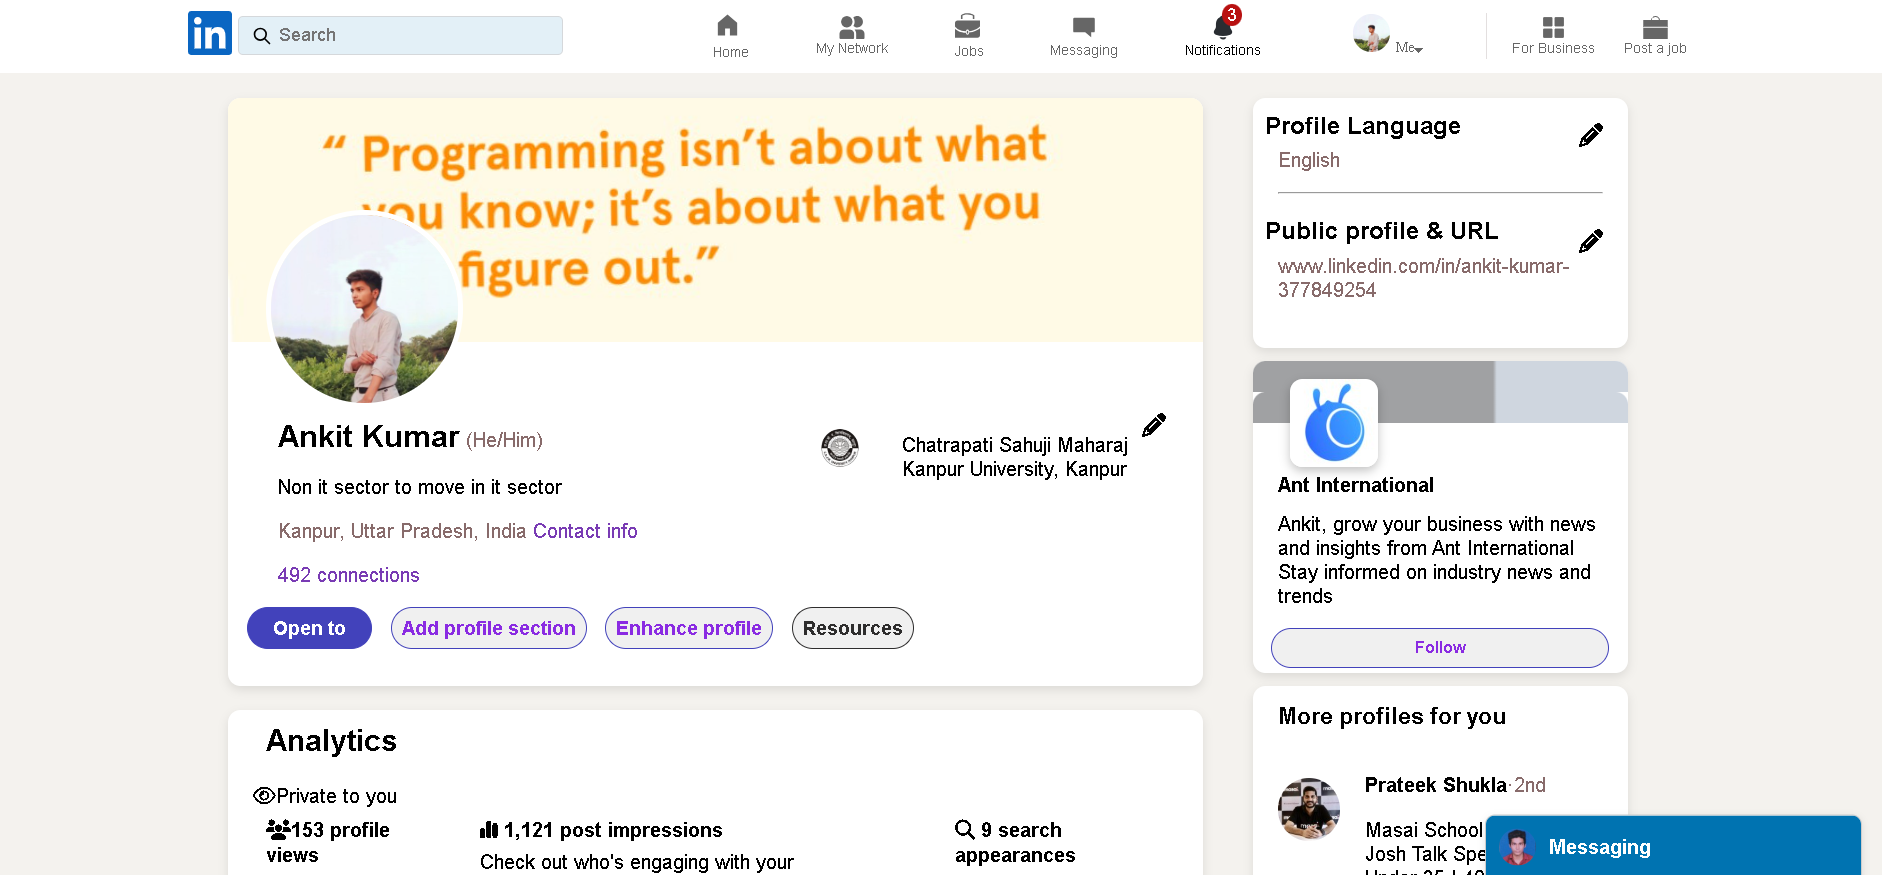 in
Search
Home
My Network
Jobs
Messaging
3
Notifications
Me
For Business
Post a job
“ Programming isn’t about what
you know; it’s about what you
figure out.”
Ankit Kumar (He/Him)
Non it sector to move in it sector
Kanpur, Uttar Pradesh, India Contact info
492 connections
Chatrapati Sahuji Maharaj
Kanpur University, Kanpur
Open to
Add profile section
Enhance profile
Resources
Analytics
Private to you
153 profile
views
1,121 post impressions
Check out who's engaging with your
9 search
appearances
Profile Language
English
Public profile & URL
www.linkedin.com/in/ankit-kumar-
377849254
Ant International
Ankit, grow your business with news
and insights from Ant International
Stay informed on industry news and
trends
Follow
More profiles for you
Prateek Shukla·2nd
Masai School
Josh Talk Spe
Messaging